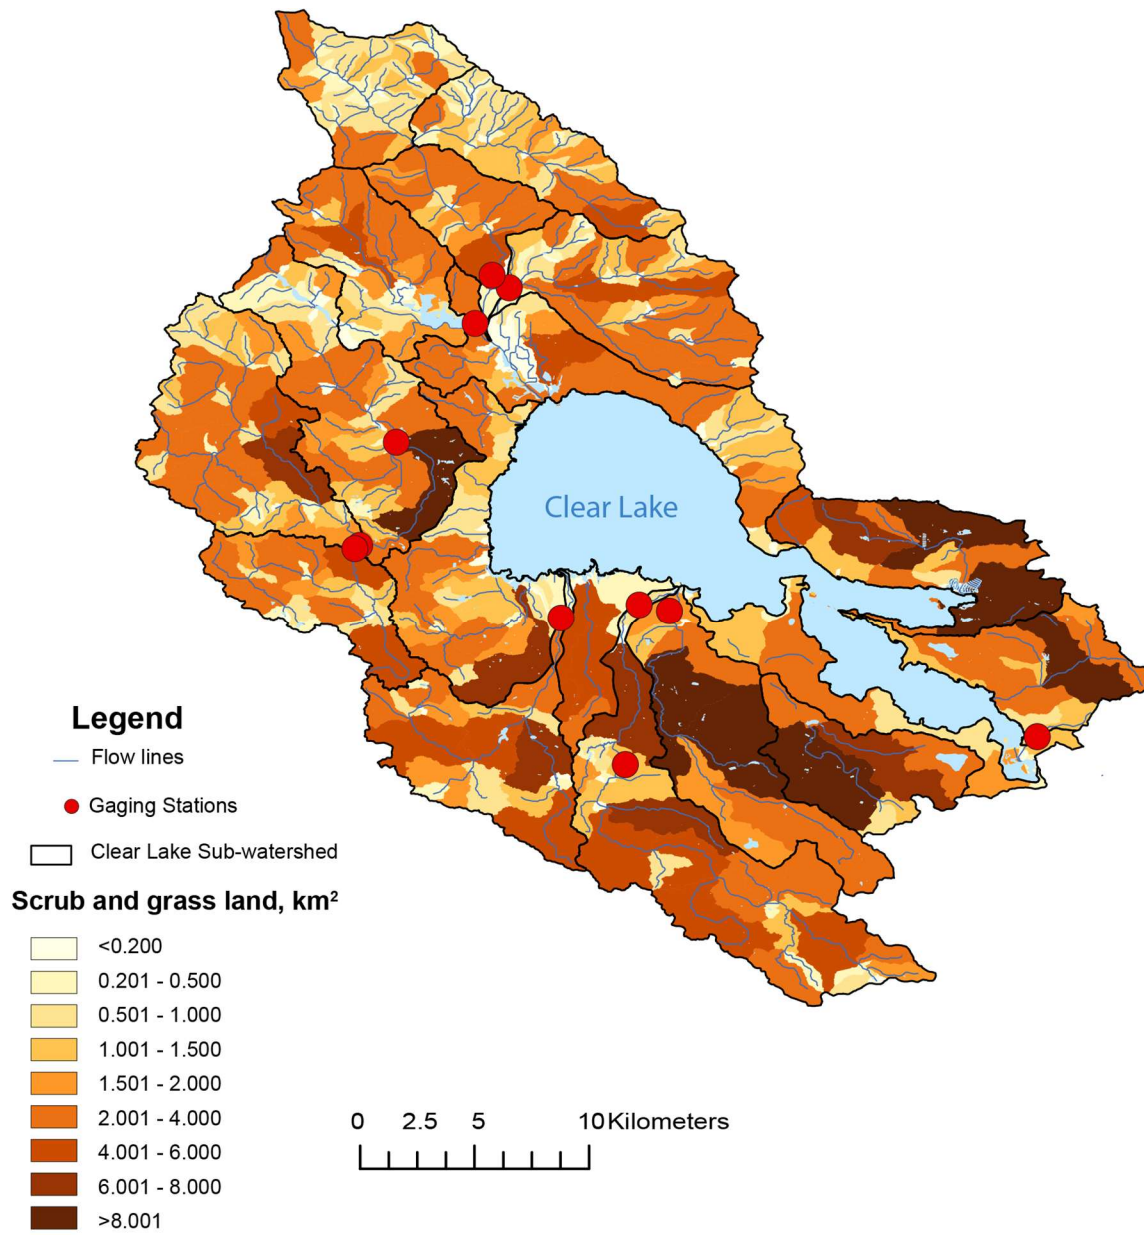 Clear Lake
Legend
Flow lines
Gaging Stations
Clear Lake Sub-watershed
Scrub and grass land, km²
<0.200
0.201 - 0.500
0.501 - 1.000
1.001 - 1.500
1.501 - 2.000
2.001 - 4.000
4.001 - 6.000
6.001 - 8.000
>8.001
0 2.5 5 10 Kilometers